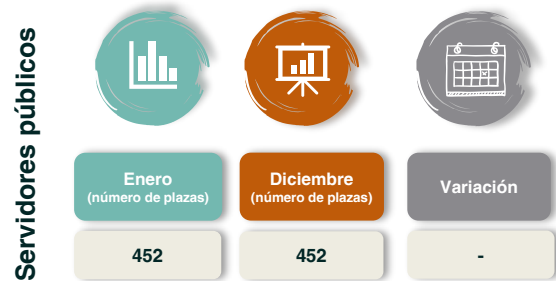 Servidores públicos
Enero
(número de plazas)
Diciembre
(número de plazas)
Variación
452
452
-